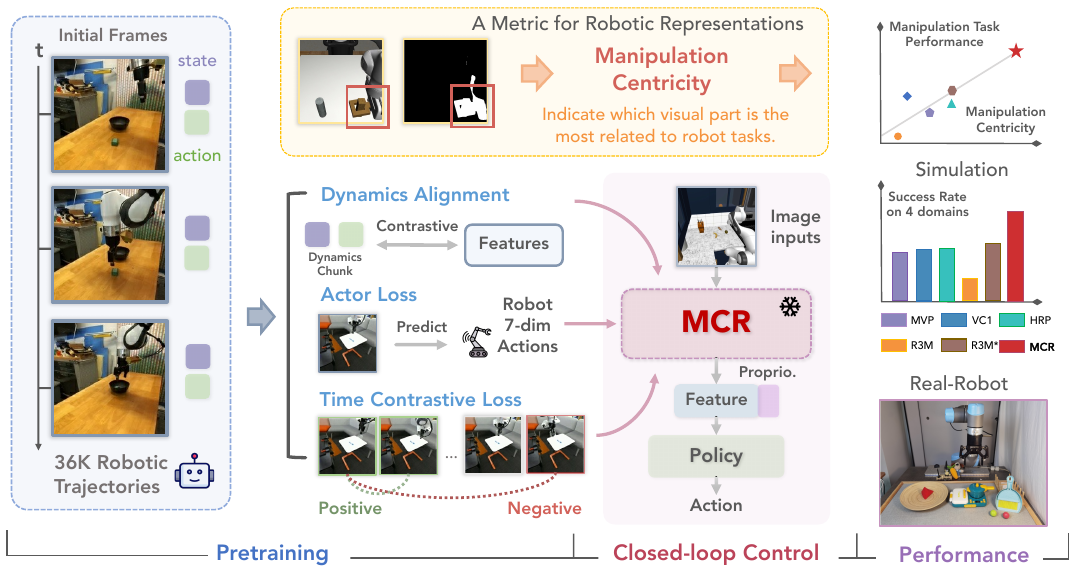 Initial Frames
t
state
action
36K Robotic
Trajectories
A Metric for Robotic Representations
Manipulation
Centricity
Indicate which visual part is the
most related to robot tasks.
Dynamics Alignment
Dynamics
Chunk
Contrastive
Features
Actor Loss
Predict
Robot
7-dim
Actions
Time Contrastive Loss
...
Positive
Negative
Image
inputs
MCR
Proprio.
Feature
Policy
Action
Manipulation Task
Performance
Manipulation
Centricity
Simulation
Success Rate
on 4 domains
MVP
VC1
HRP
R3M
R3M*
MCR
Real-Robot
Pretraining
Closed-loop Control
Performance